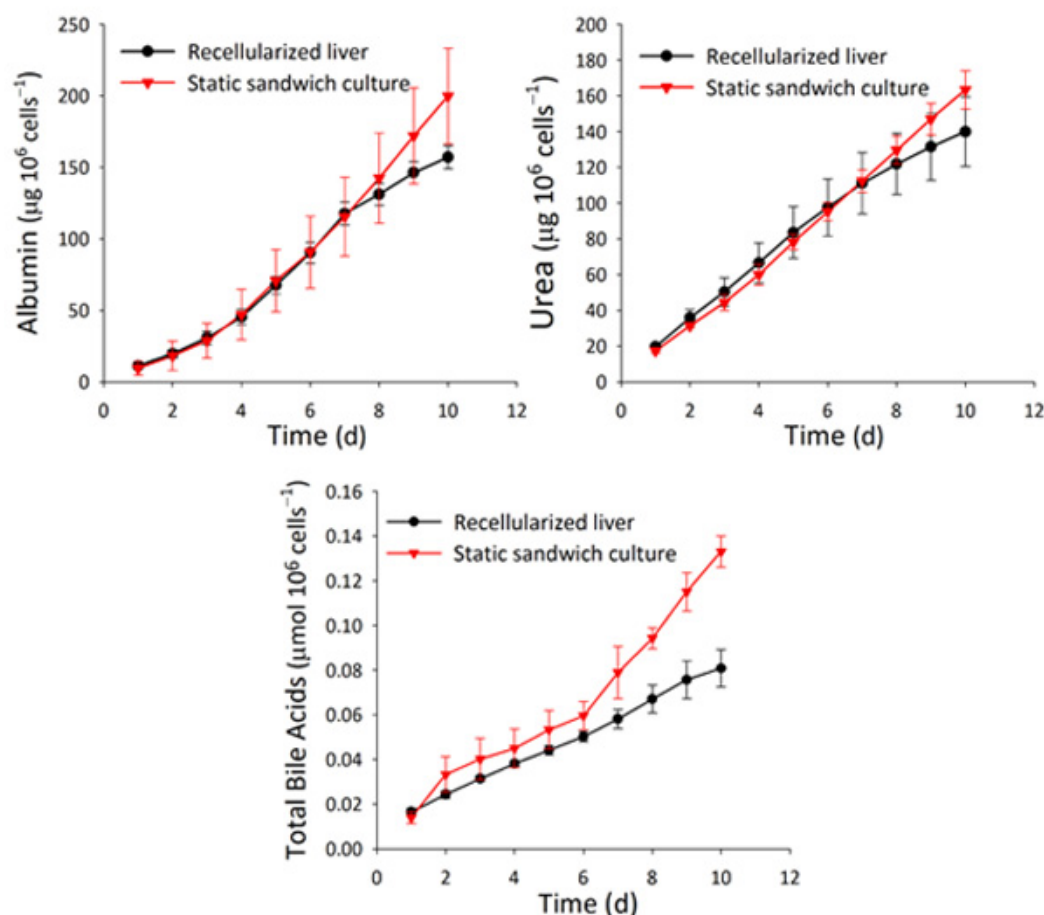 Albumin (μg 10⁶ cells⁻¹)
250
200
150
100
50
0
Recellularized liver
Static sandwich culture
0 2 4 6 8 10 12
Time (d)
Urea (μg 10⁶ cells⁻¹)
200
180
160
140
120
100
80
60
40
20
0
Recellularized liver
Static sandwich culture
0 2 4 6 8 10 12
Time (d)
Total Bile Acids (μmol 10⁶ cells⁻¹)
0.16
0.14
0.12
0.10
0.08
0.06
0.04
0.02
0.00
Recellularized liver
Static sandwich culture
0 2 4 6 8 10 12
Time (d)